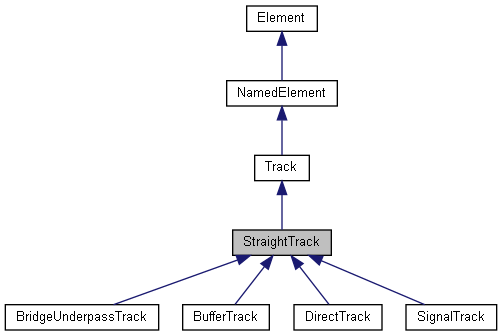 Element
NamedElement
Track
StraightTrack
BridgeUnderpassTrack
BufferTrack
DirectTrack
SignalTrack